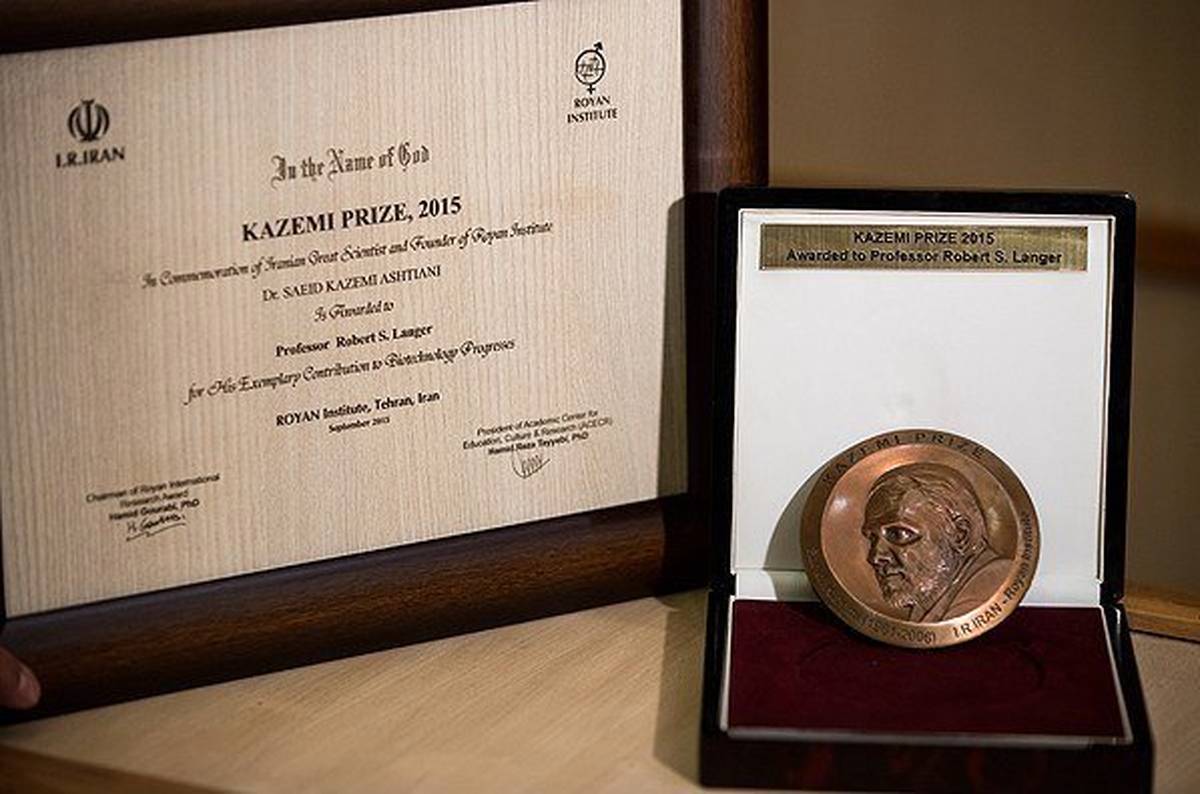 I.R.IRAN
ROYAN
INSTITUTE
In the Name of God
KAZEMI PRIZE, 2015
In Commemoration of Iranian Great Scientist and Founder of Royan Institute
Dr. SAEID KAZEMI ASHTIANI
Is Awarded to
Professor Robert S. Langer
for His Exemplary Contribution to Biotechnology Progresses
ROYAN Institute, Tehran, Iran
September 2015
Chairman of Royan International
Research Award
Hamid Gourabi, PhD
President of Academic Center for
Education, Culture & Research (ACECR)
Hamid Reza Tayyebi, PhD
KAZEMI PRIZE 2015
Awarded to Professor Robert S. Langer
KAZEMI PRIZE
(1961-2006) I.R.IRAN - Royan Institute